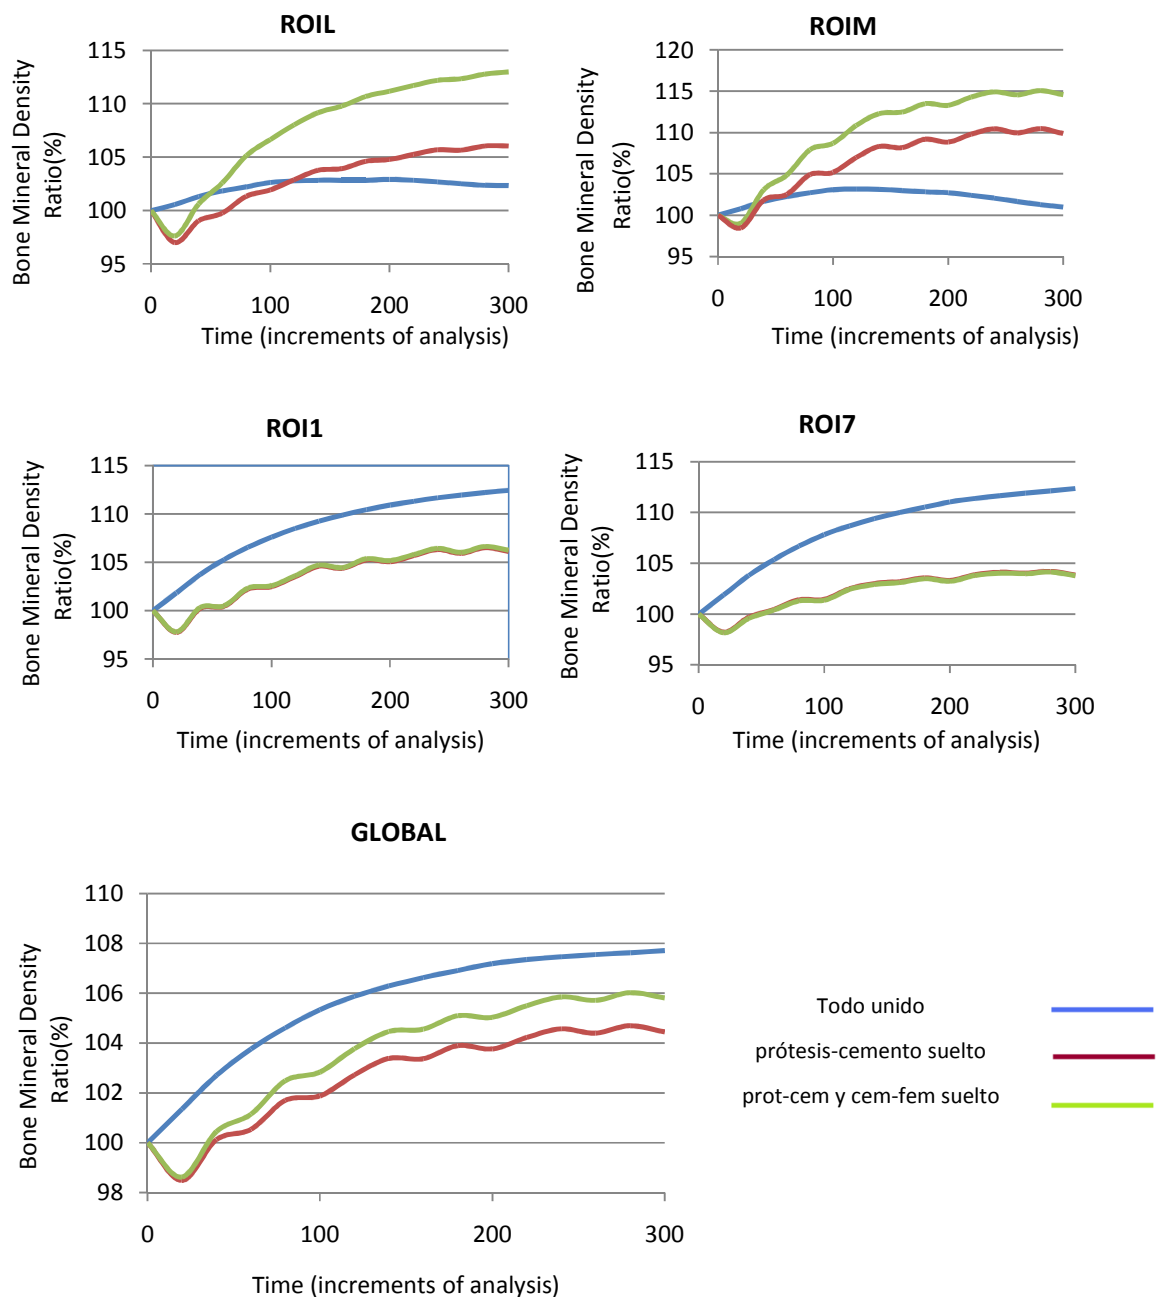 ROIL
Bone Mineral Density
Ratio(%)
115
110
105
100
95
0
100
200
300
Time (increments of analysis)
ROIM
Bone Mineral Density
Ratio(%)
120
115
110
105
100
95
0
100
200
300
Time (increments of analysis)
ROI1
Bone Mineral Density
Ratio(%)
115
110
105
100
95
0
100
200
300
Time (increments of analysis)
ROI7
Bone Mineral Density
Ratio(%)
115
110
105
100
95
0
100
200
300
Time (increments of analysis)
GLOBAL
Bone Mineral Density
Ratio(%)
110
108
106
104
102
100
98
0
100
200
300
Time (increments of analysis)
Todo unido
prótesis-cemento suelto
prot-cem y cem-fem suelto